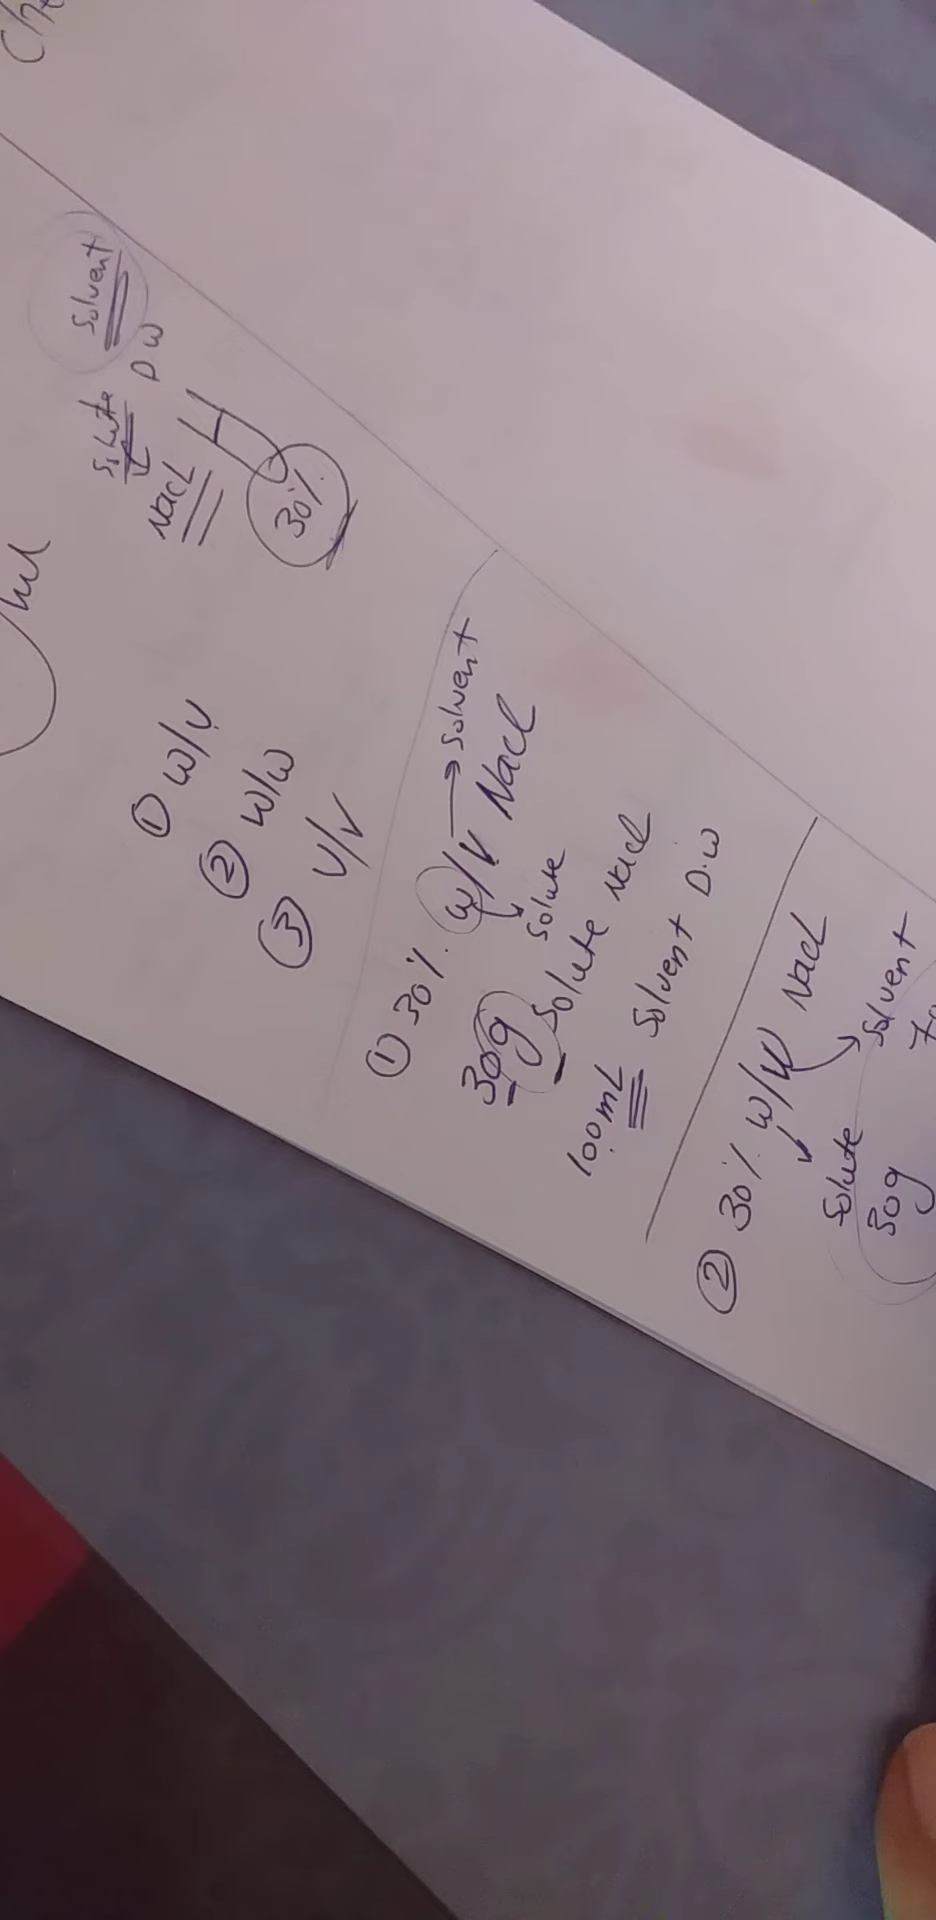 Solute Solvent
NaCl D W
30%.
① W/V
② W/W
③ V/V
① 30%. W/V → Solvent
NaCl
Solute
30g Solute NaCl
100mL Solvent D.W
② 30%. W/W NaCl
Solute Solvent
30g 70